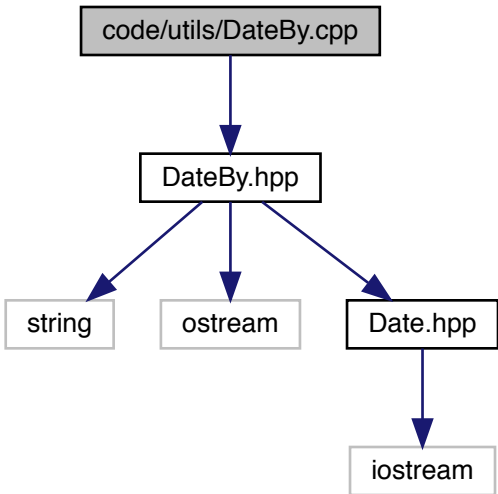 code/utils/DateBy.cpp
DateBy.hpp
string
ostream
Date.hpp
iostream